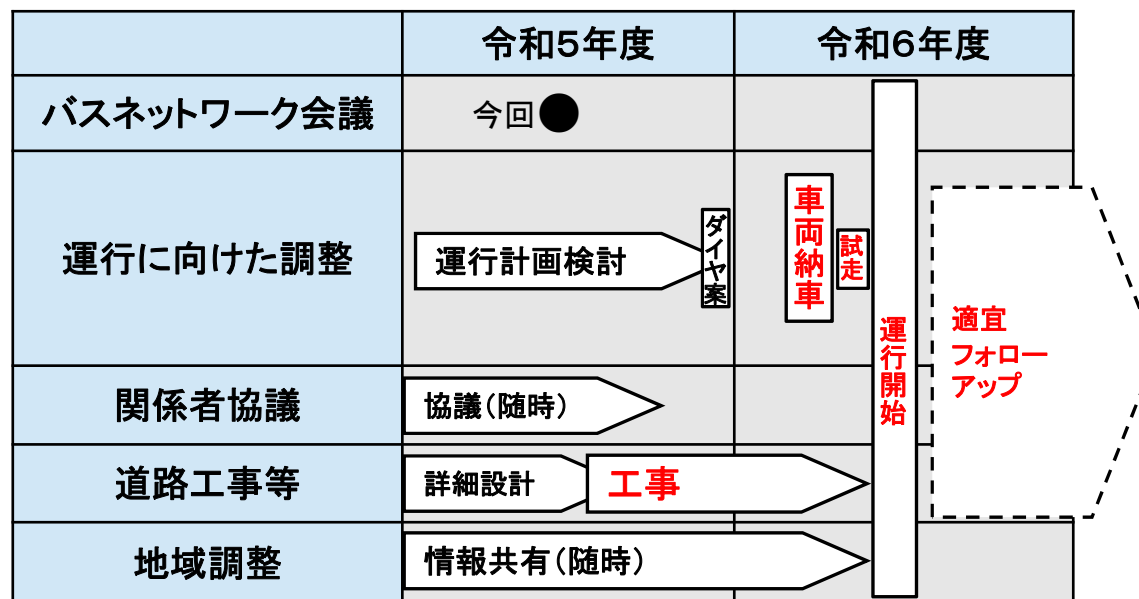 令和5年度
令和6年度
バスネットワーク会議
今回●
運行に向けた調整
運行計画検討
ダイヤ案
車両納車
試走
運行開始
適宜
フォロー
アップ
関係者協議
協議(随時)
道路工事等
詳細設計
工事
地域調整
情報共有(随時)